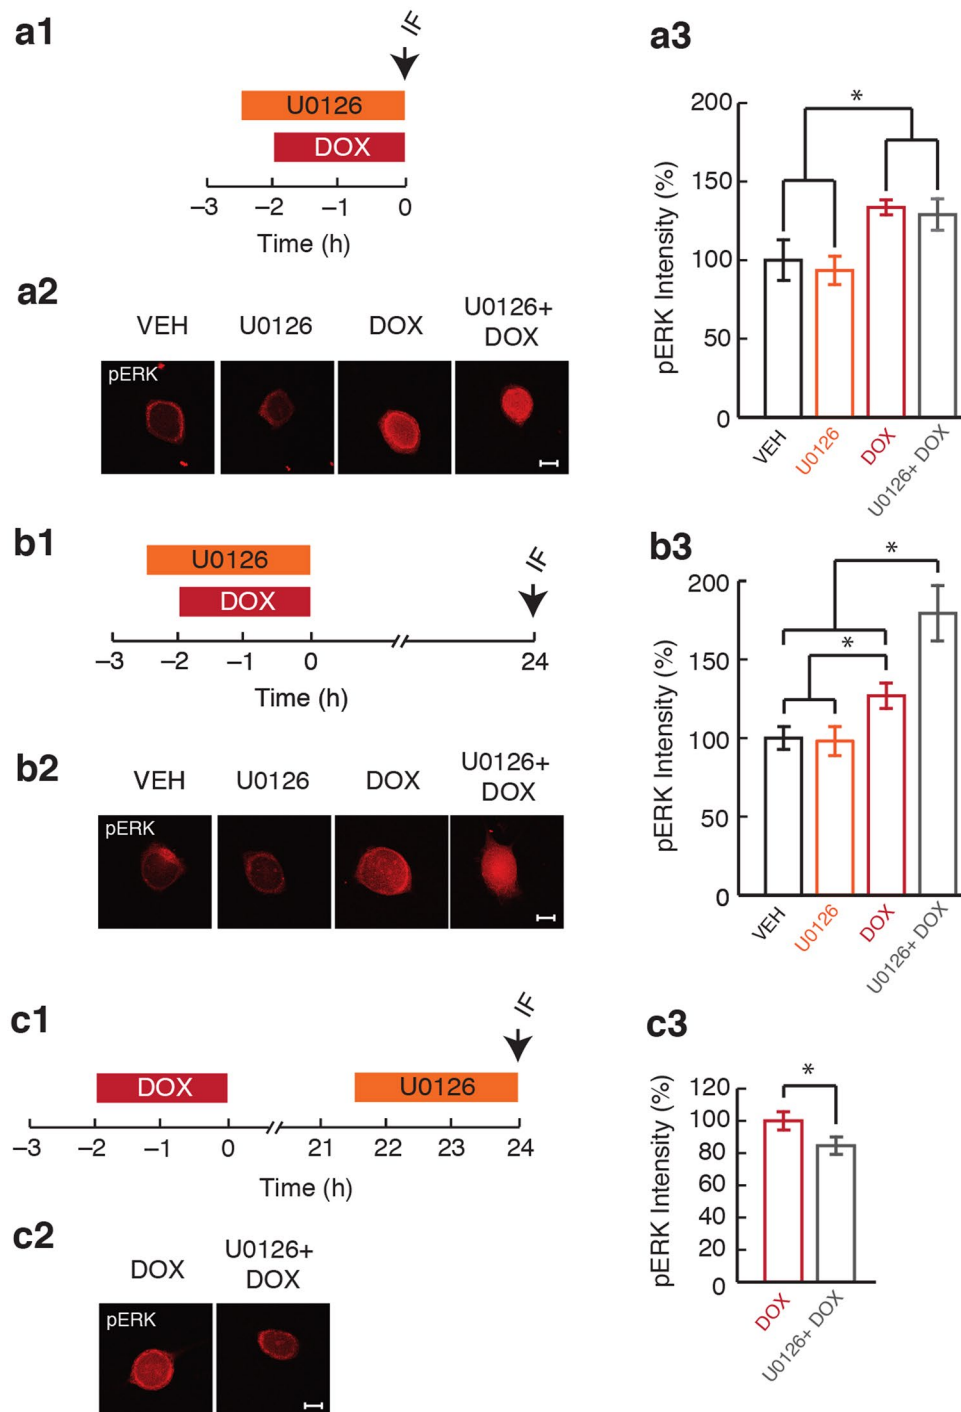 a1
IF
U0126
DOX
–3 –2 –1 0
Time (h)
a2
VEH U0126 DOX U0126+
DOX
pERK
a3
*
200
150
100
50
0
pERK Intensity (%)
VEH U0126 DOX U0126+ DOX
b1
IF
U0126
DOX
–3 –2 –1 0 24
Time (h)
b2
VEH U0126 DOX U0126+
DOX
pERK
b3
*
*
200
150
100
50
0
pERK Intensity (%)
VEH U0126 DOX U0126+ DOX
c1
IF
DOX U0126
–3 –2 –1 0 21 22 23 24
Time (h)
c2
DOX U0126+
DOX
pERK
c3
*
120
100
80
60
40
20
0
pERK Intensity (%)
DOX U0126+ DOX